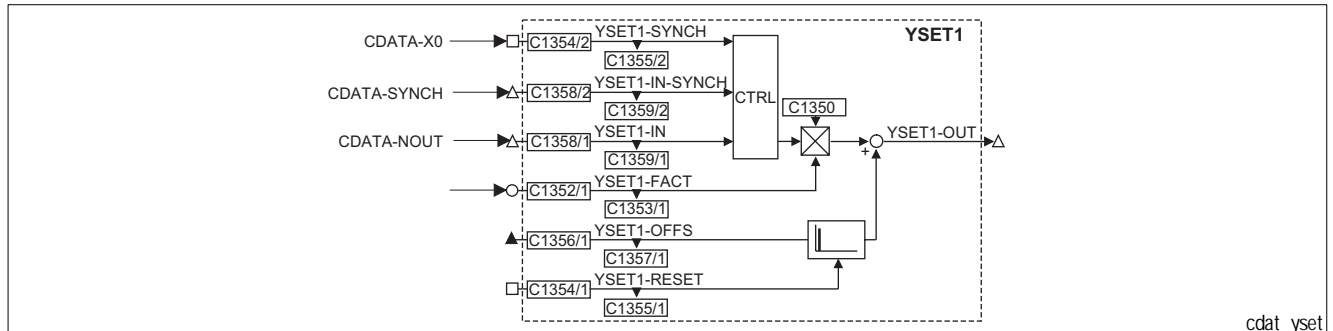 YSET1
CDATA-X0 C1354/2 YSET1-SYNCH
C1355/2
CDATA-SYNCH C1358/2 YSET1-IN-SYNCH
C1359/2
CTRL
C1350
CDATA-NOUT C1358/1 YSET1-IN
C1359/1
YSET1-OUT
+
C1352/1 YSET1-FACT
C1353/1
C1356/1 YSET1-OFFS
C1357/1
C1354/1 YSET1-RESET
C1355/1
cdat yset